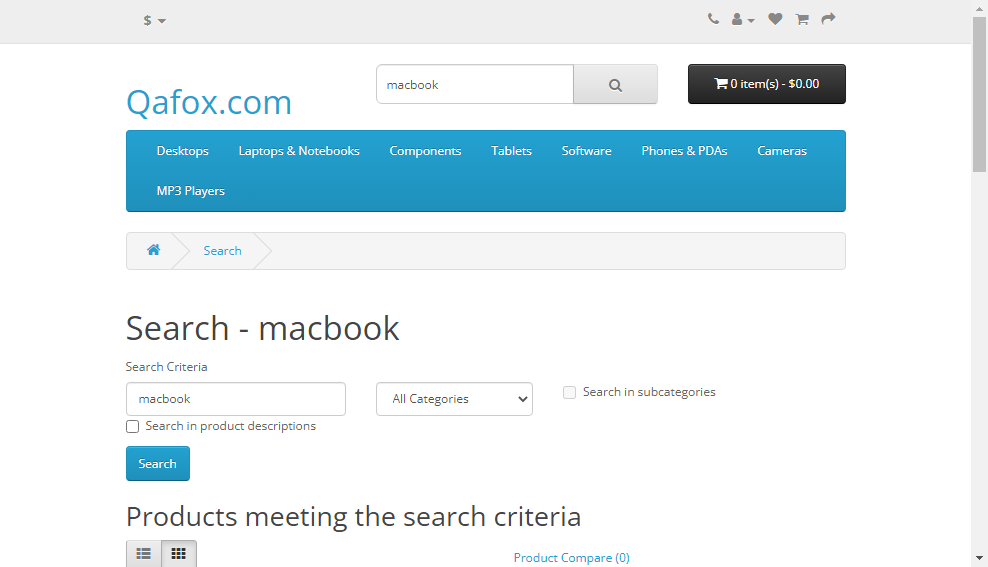 $
macbook
0 item(s) - $0.00
Qafox.com
Desktops Laptops & Notebooks Components Tablets Software Phones & PDAs Cameras
MP3 Players
Search
Search - macbook
Search Criteria
macbook All Categories Search in subcategories
Search in product descriptions
Search
Products meeting the search criteria
Product Compare (0)